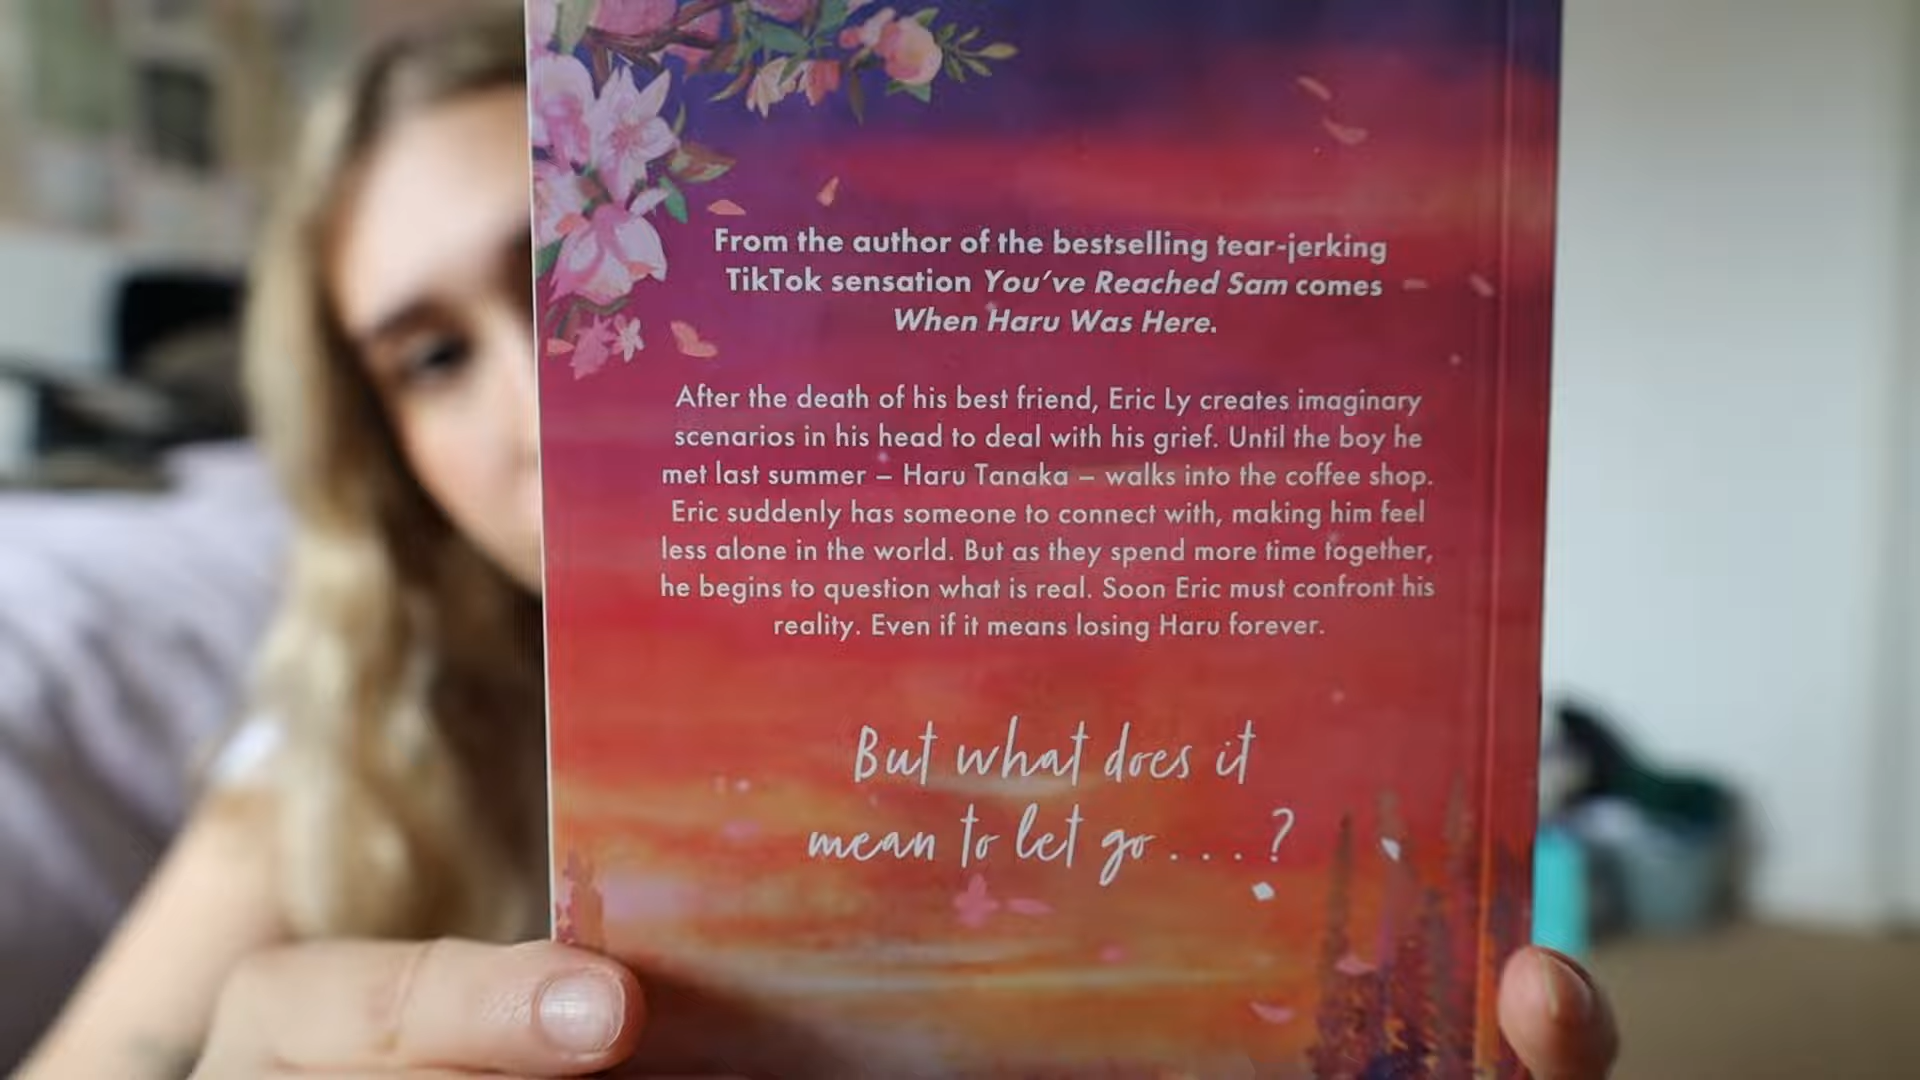 From the author of the bestselling tear-jerking
TikTok sensation You've Reached Sam comes
When Haru Was Here.
After the death of his best friend, Eric Ly creates imaginary
scenarios in his head to deal with his grief. Until the boy he
met last summer – Haru Tanaka – walks into the coffee shop.
Eric suddenly has someone to connect with, making him feel
less alone in the world. But as they spend more time together,
he begins to question what is real. Soon Eric must confront his
reality. Even if it means losing Haru forever.
But what does it
mean to let go . . . ?